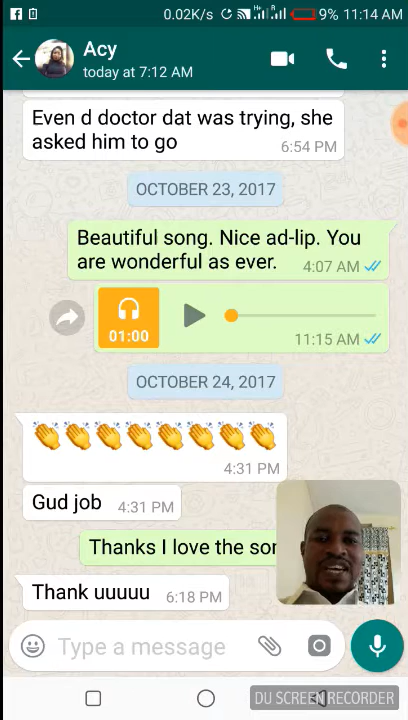 0.02K/s H+ R 9% 11:14 AM
Acy
today at 7:12 AM
Even d doctor dat was trying, she
asked him to go 6:54 PM
OCTOBER 23, 2017
Beautiful song. Nice ad-lip. You
are wonderful as ever. 4:07 AM
01:00
11:15 AM
OCTOBER 24, 2017
👏👏👏👏👏👏👏👏
4:31 PM
Gud job 4:31 PM
Thanks I love the
Thank uuuuu 6:18 PM
Type a message
DU SCREEN RECORDER